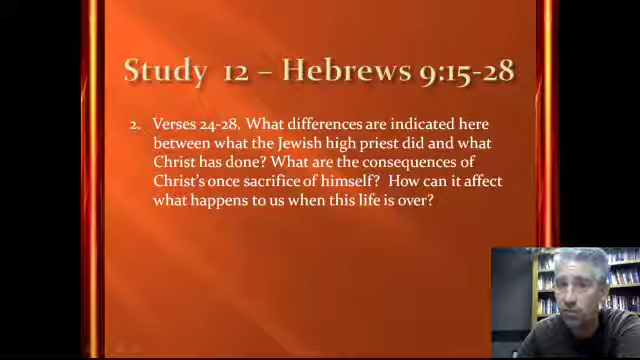 Study 12 – Hebrews 9:15-28
2. Verses 24-28. What differences are indicated here
between what the Jewish high priest did and what
Christ has done? What are the consequences of
Christ's once sacrifice of himself? How can it affect
what happens to us when this life is over?